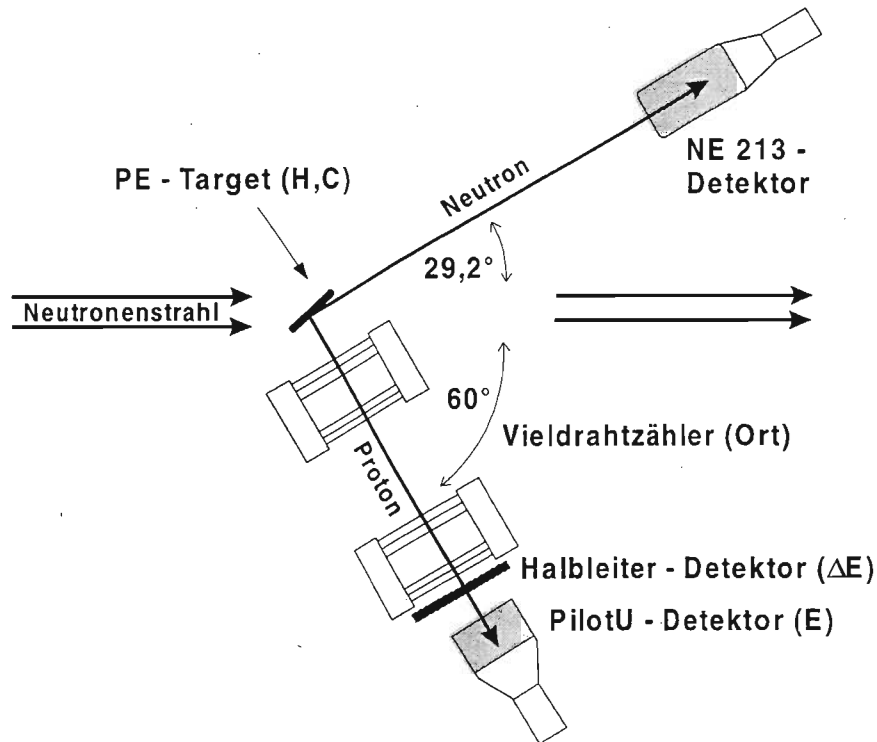 NE 213 -
Detektor
PE - Target (H,C)
Neutron
29,2°
Neutronenstrahl
60°
Vieldrahtzähler (Ort)
Proton
Halbleiter - Detektor (ΔE)
PilotU - Detektor (E)